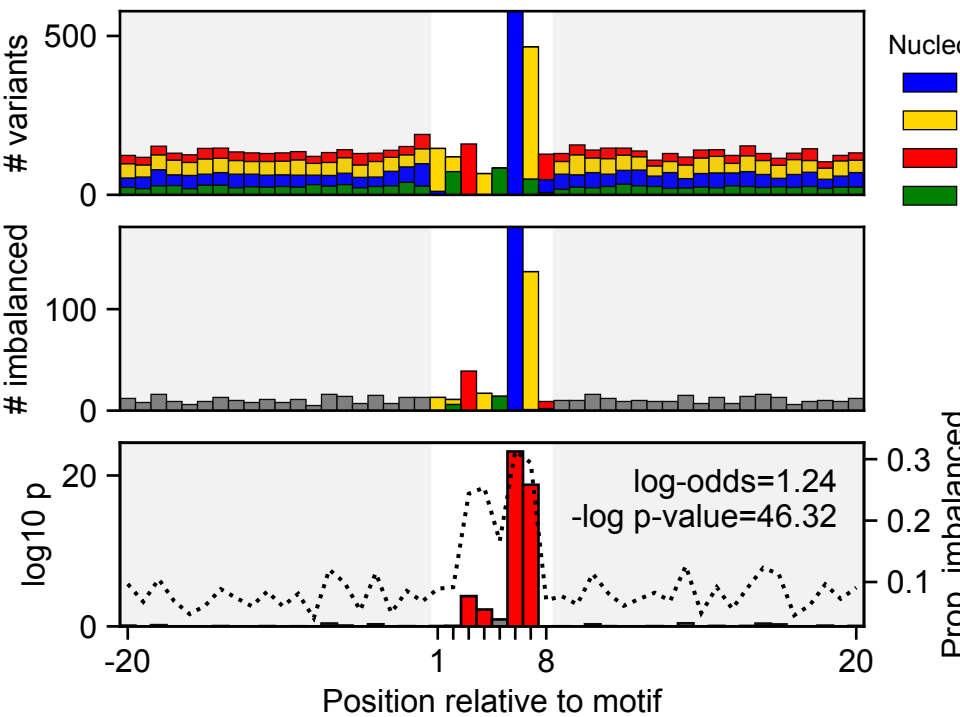 # variants
500
0
Nucleo
# imbalanced
100
0
log10 p
20
0
log-odds=1.24
-log p-value=46.32
0.3
0.2
0.1
Prop. imbalanced
-20
1
8
20
Position relative to motif